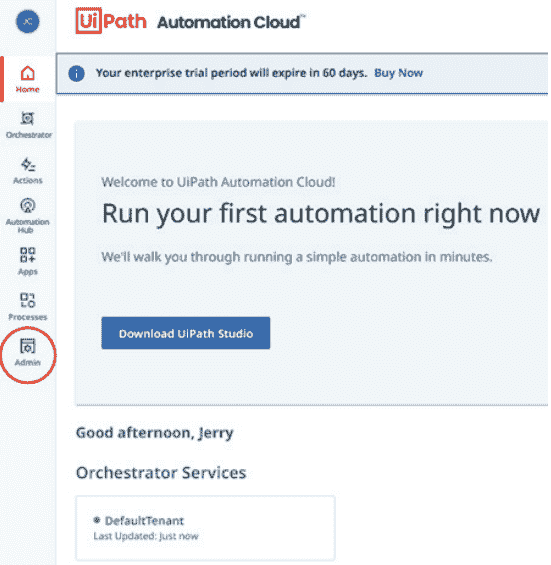 UiPath Automation Cloud™
Your enterprise trial period will expire in 60 days. Buy Now
Home
Orchestrator
Actions
Automation
Hub
Apps
Processes
Admin
Welcome to UiPath Automation Cloud!
Run your first automation right now
We'll walk you through running a simple automation in minutes.
Download UiPath Studio
Good afternoon, Jerry
Orchestrator Services
DefaultTenant
Last Updated: Just now